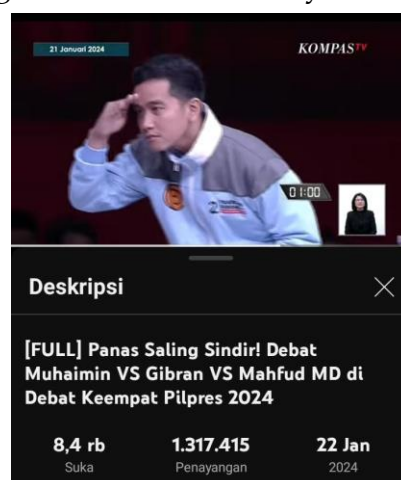 21 Januari 2024
KOMPASTV
01:00
2
Deskripsi
[FULL] Panas Saling Sindir! Debat
Muhaimin VS Gibran VS Mahfud MD di
Debat Keempat Pilpres 2024
8,4 rb
1.317.415
22 Jan
Suka
Penayangan
2024